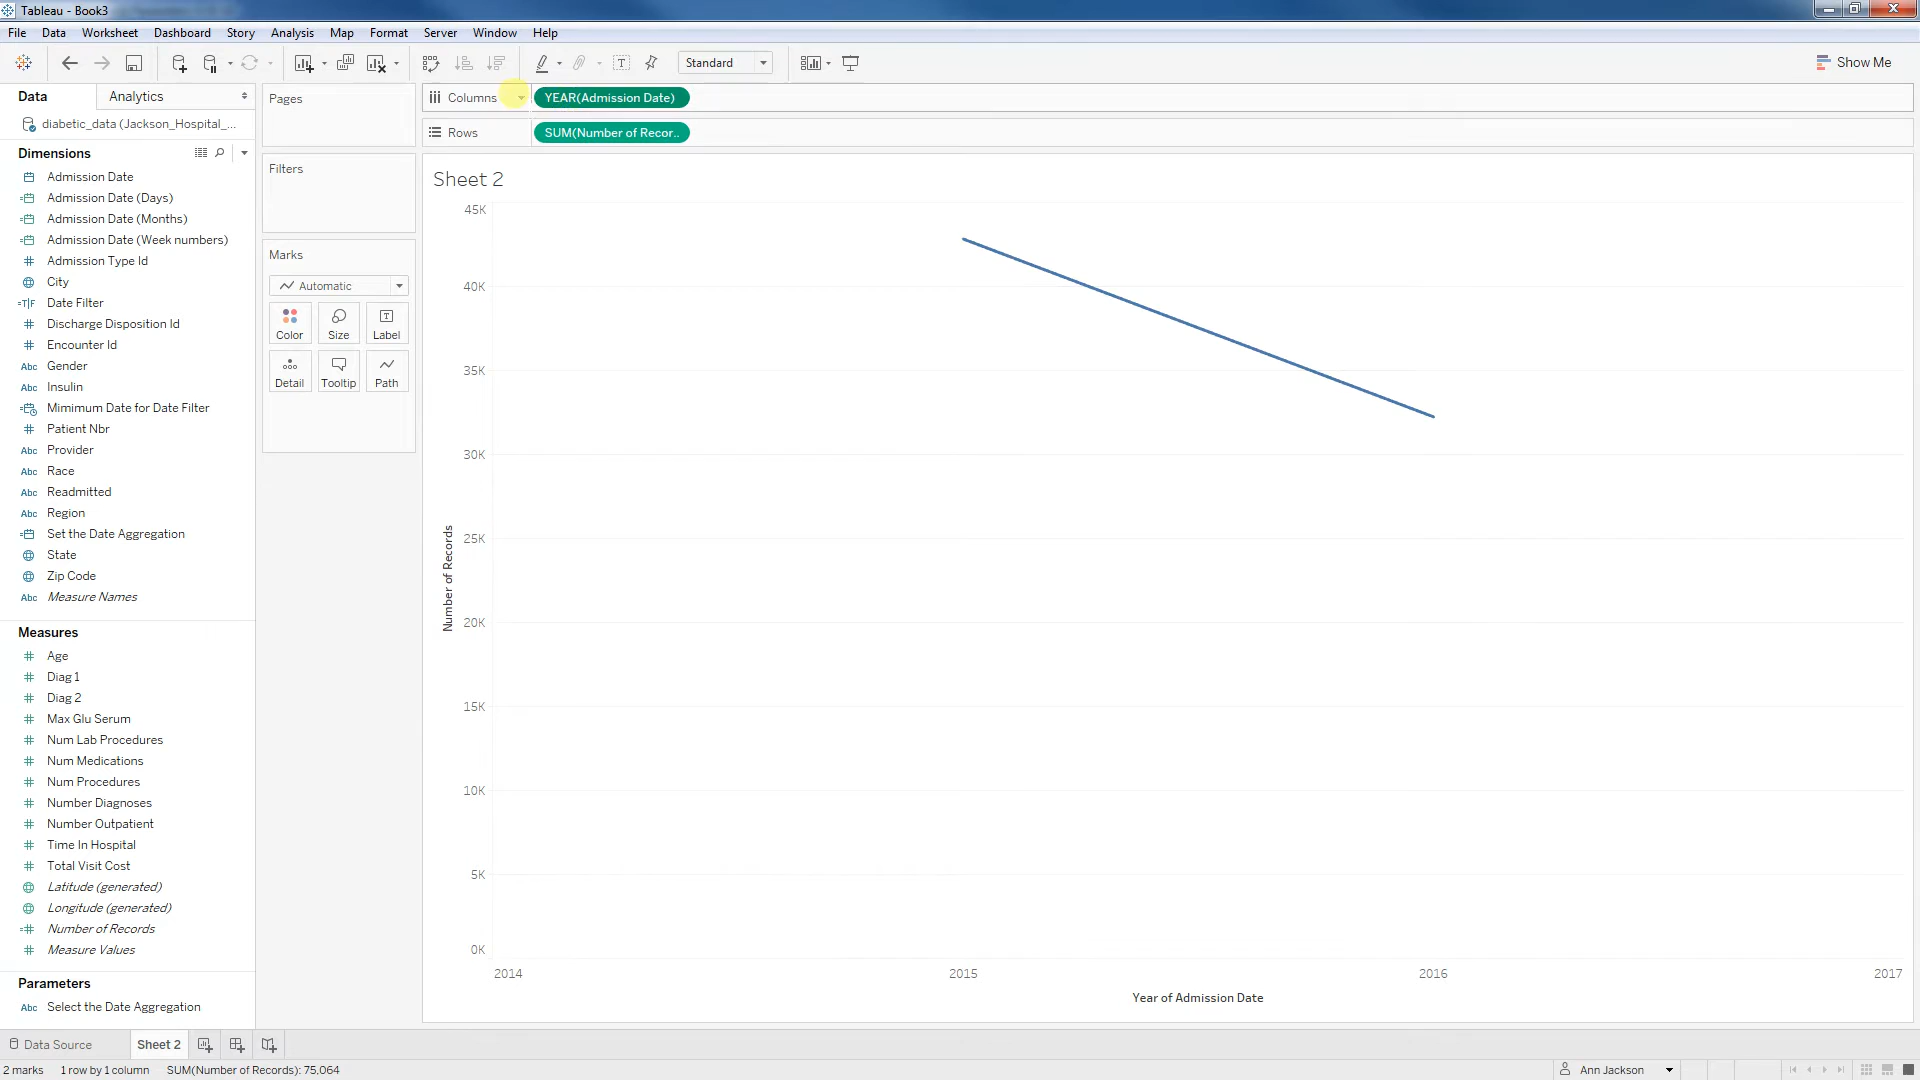 Tableau - Book3
File Data Worksheet Dashboard Story Analysis Map Format Server Window Help
Standard
Show Me
Data Analytics
diabetic_data (Jackson_Hospital_...
Dimensions
Admission Date
Admission Date (Days)
Admission Date (Months)
Admission Date (Week numbers)
# Admission Type Id
City
=T|F Date Filter
# Discharge Disposition Id
# Encounter Id
Abc Gender
Abc Insulin
Mimimum Date for Date Filter
# Patient Nbr
Abc Provider
Abc Race
Abc Readmitted
Abc Region
Set the Date Aggregation
State
Zip Code
Abc Measure Names
Measures
# Age
# Diag 1
# Diag 2
# Max Glu Serum
# Num Lab Procedures
# Num Medications
# Num Procedures
# Number Diagnoses
# Number Outpatient
# Time In Hospital
# Total Visit Cost
Latitude (generated)
Longitude (generated)
=# Number of Records
# Measure Values
Parameters
Abc Select the Date Aggregation
Pages
Filters
Marks
Automatic
Color Size Label
Detail Tooltip Path
Columns YEAR(Admission Date)
Rows SUM(Number of Recor..
Sheet 2
45K
40K
35K
30K
25K
20K
15K
10K
5K
0K
Number of Records
2014 2015 2016 2017
Year of Admission Date
Data Source Sheet 2
2 marks 1 row by 1 column SUM(Number of Records): 75,064
Ann Jackson